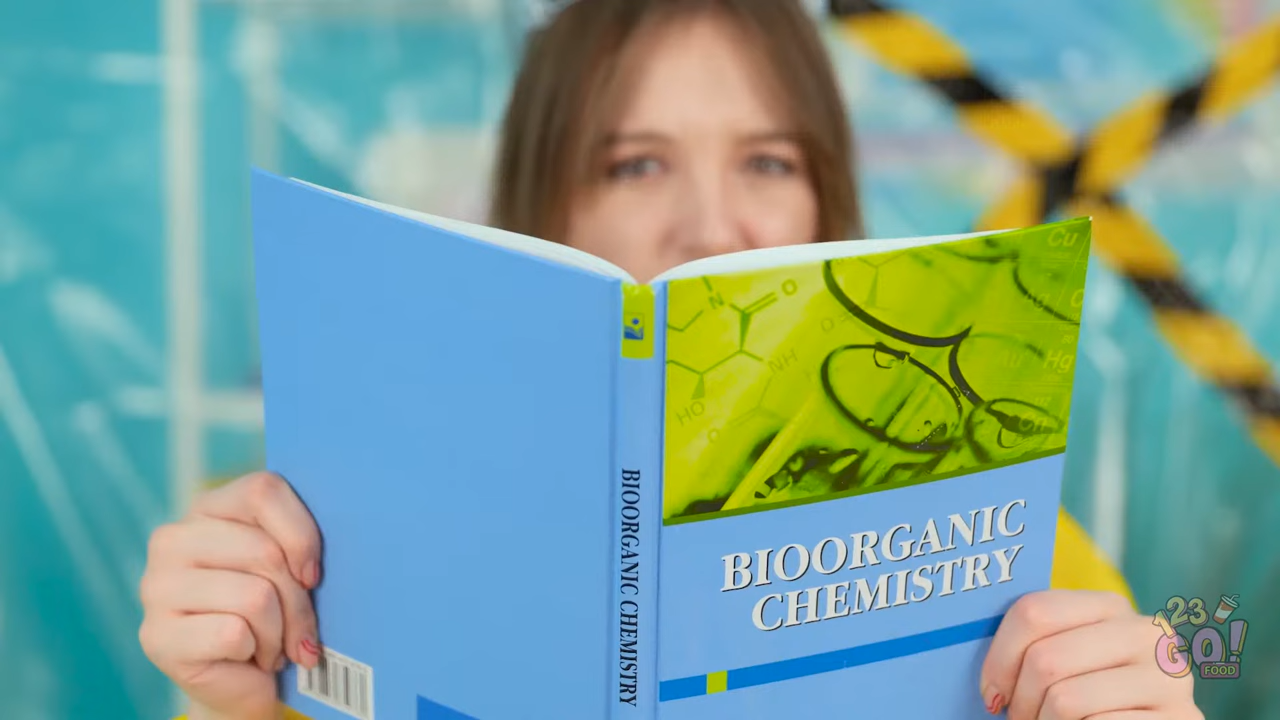 BIOORGANIC CHEMISTRY
Cu
N
O
NH
Hg
HO
O
BIOORGANIC
CHEMISTRY
123
GO!
FOOD